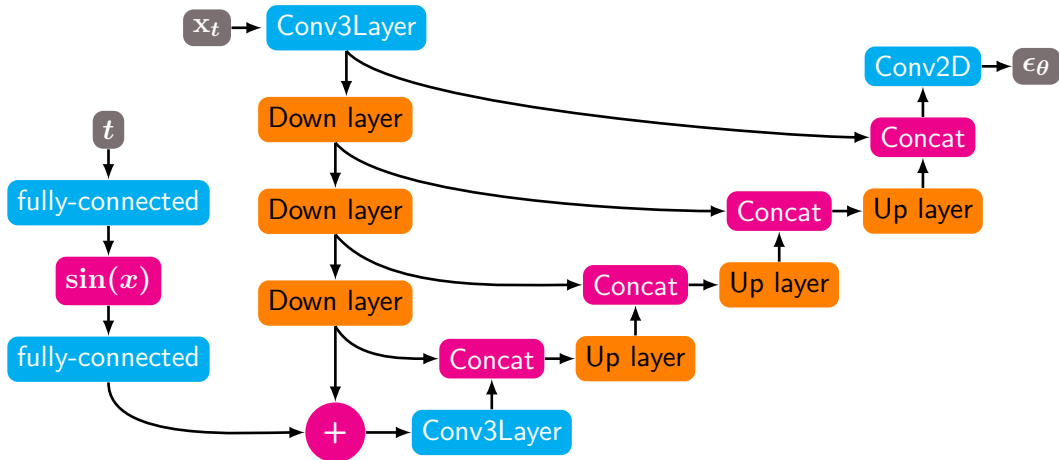 x_t
Conv3Layer
Conv2D
ϵ_θ
Down layer
t
Concat
fully-connected
Down layer
Concat
Up layer
sin(x)
Concat
Up layer
Down layer
fully-connected
Concat
Up layer
+
Conv3Layer